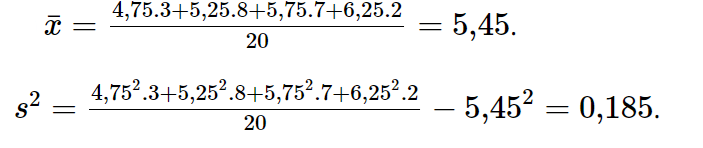 x̄ = (4,75.3+5,25.8+5,75.7+6,25.2)/20 = 5,45.
s² = (4,75².3+5,25².8+5,75².7+6,25².2)/20 − 5,45² = 0,185.